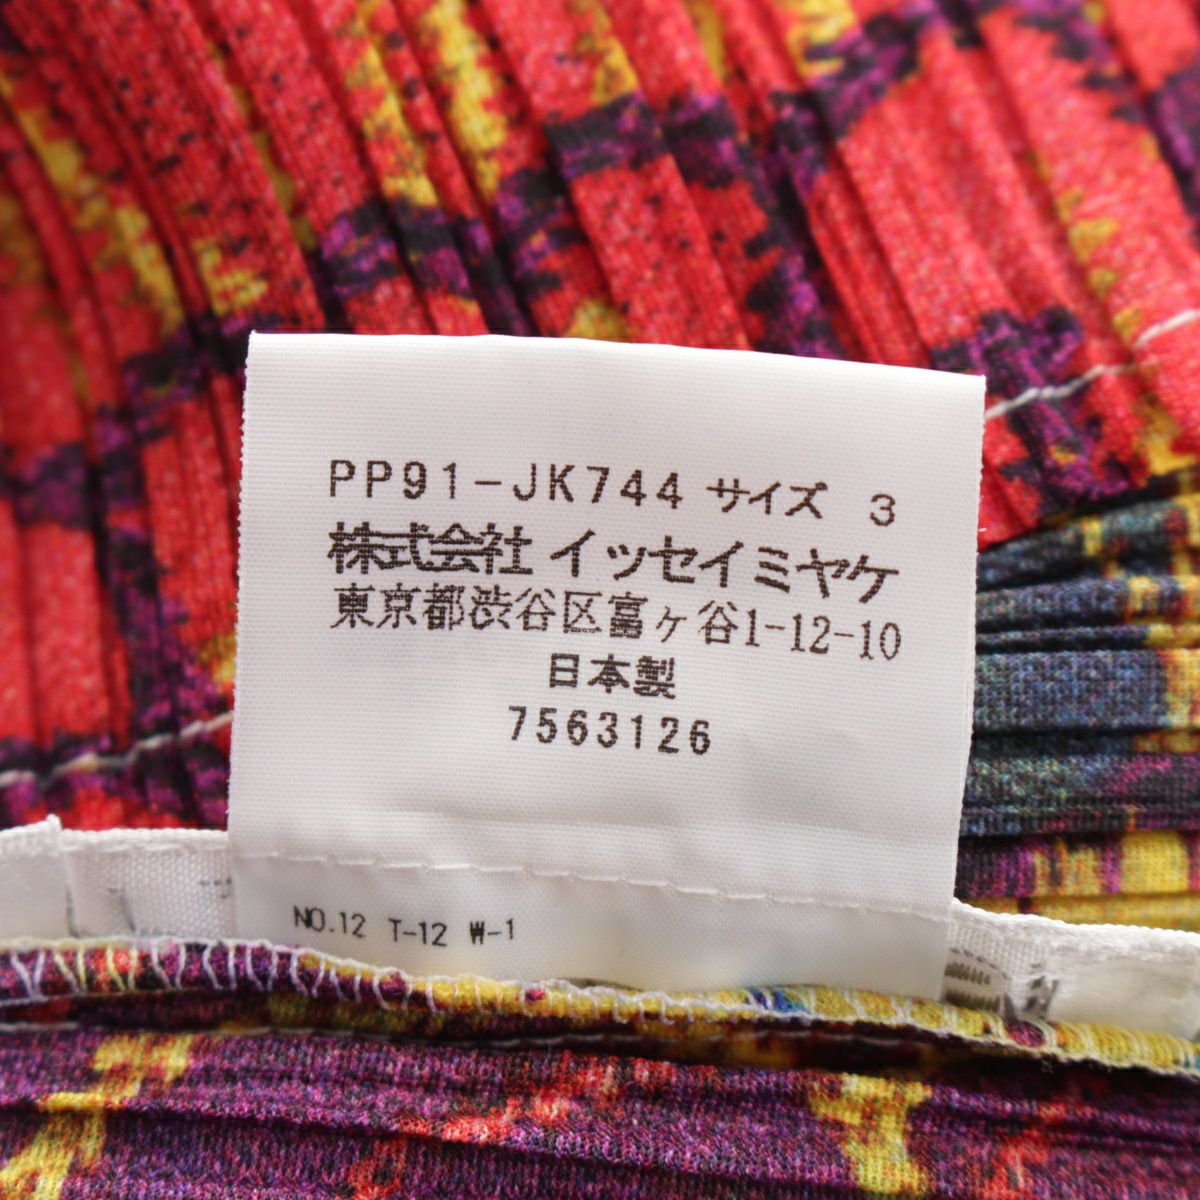 PP91-JK744 サイズ 3
株式会社 イッセイミヤケ
東京都渋谷区富ヶ谷1-12-10
日本製
7563126
NO.12 T-12 W-1